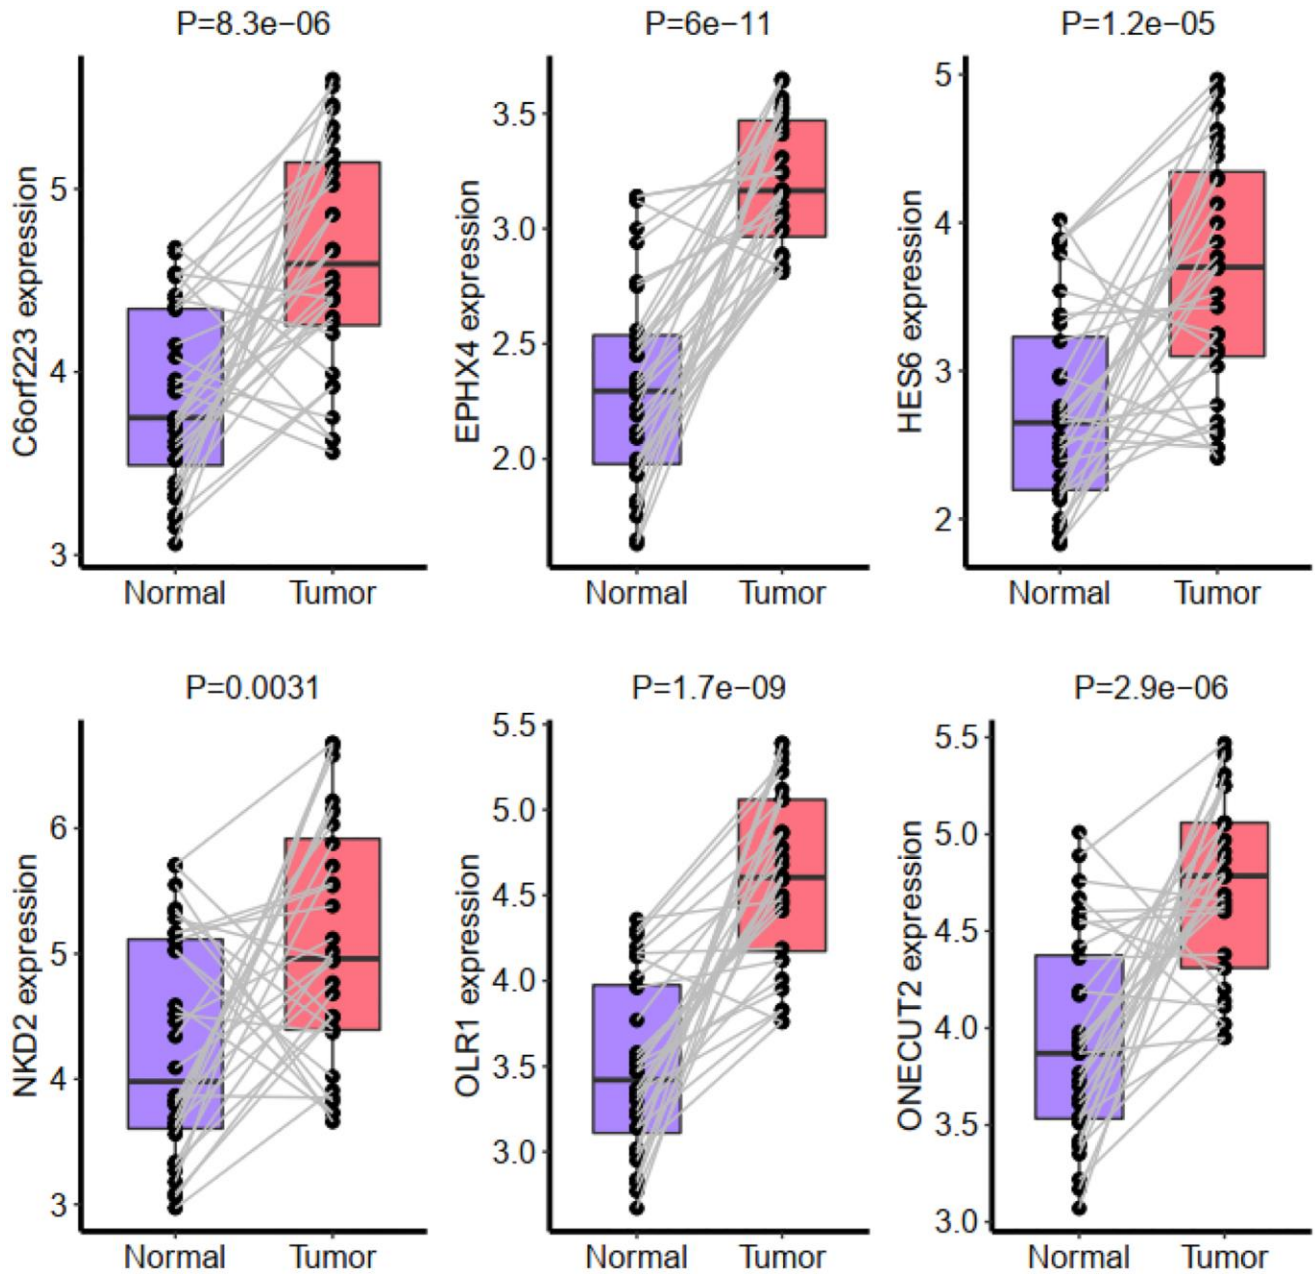 P=8.3e−06
C6orf223 expression
5
4
3
Normal Tumor
P=6e−11
EPHX4 expression
3.5
3.0
2.5
2.0
Normal Tumor
P=1.2e−05
HES6 expression
5
4
3
2
Normal Tumor
P=0.0031
NKD2 expression
6
5
4
3
Normal Tumor
P=1.7e−09
OLR1 expression
5.5
5.0
4.5
4.0
3.5
3.0
Normal Tumor
P=2.9e−06
ONECUT2 expression
5.5
5.0
4.5
4.0
3.5
3.0
Normal Tumor